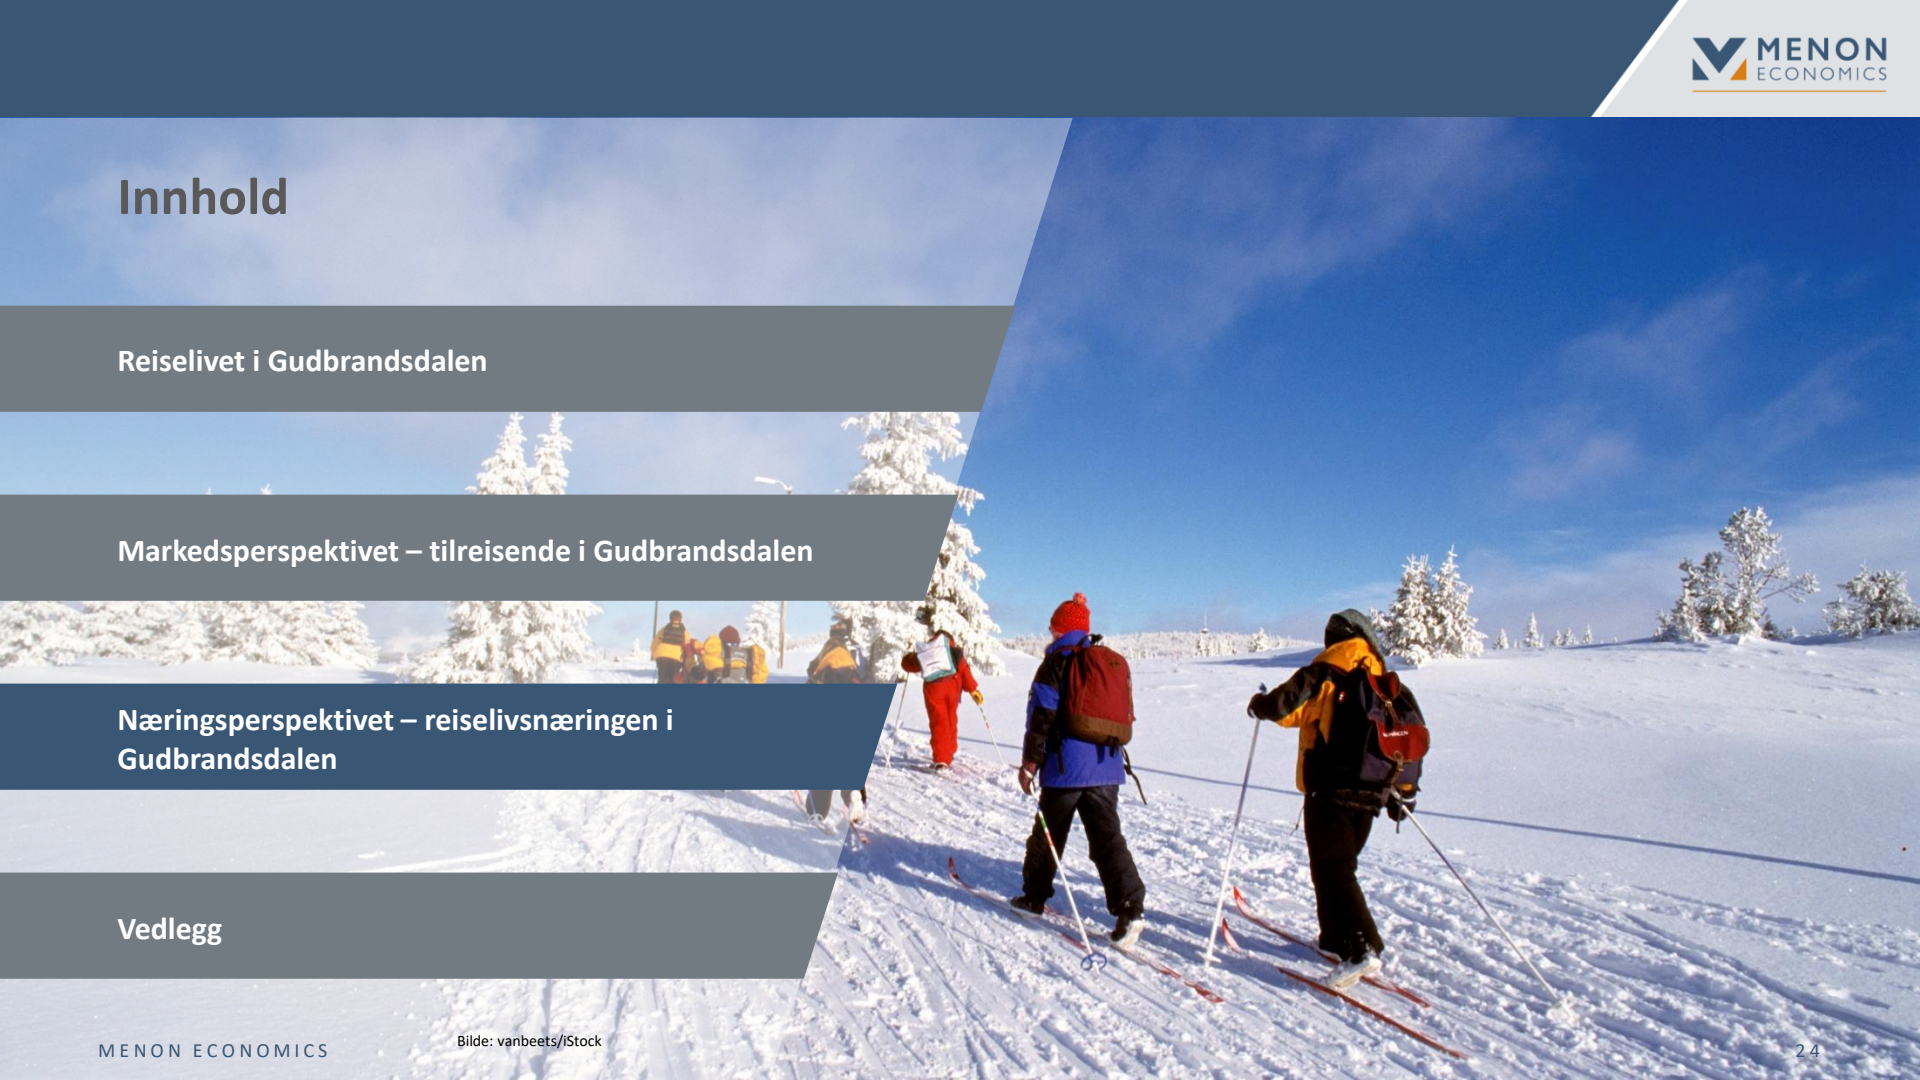 MENON
ECONOMICS
Innhold
Reiselivet i Gudbrandsdalen
Markedsperspektivet – tilreisende i Gudbrandsdalen
Næringsperspektivet – reiselivsnæringen i
Gudbrandsdalen
Vedlegg
Bilde: vanbeets/iStock
MENON ECONOMICS
24